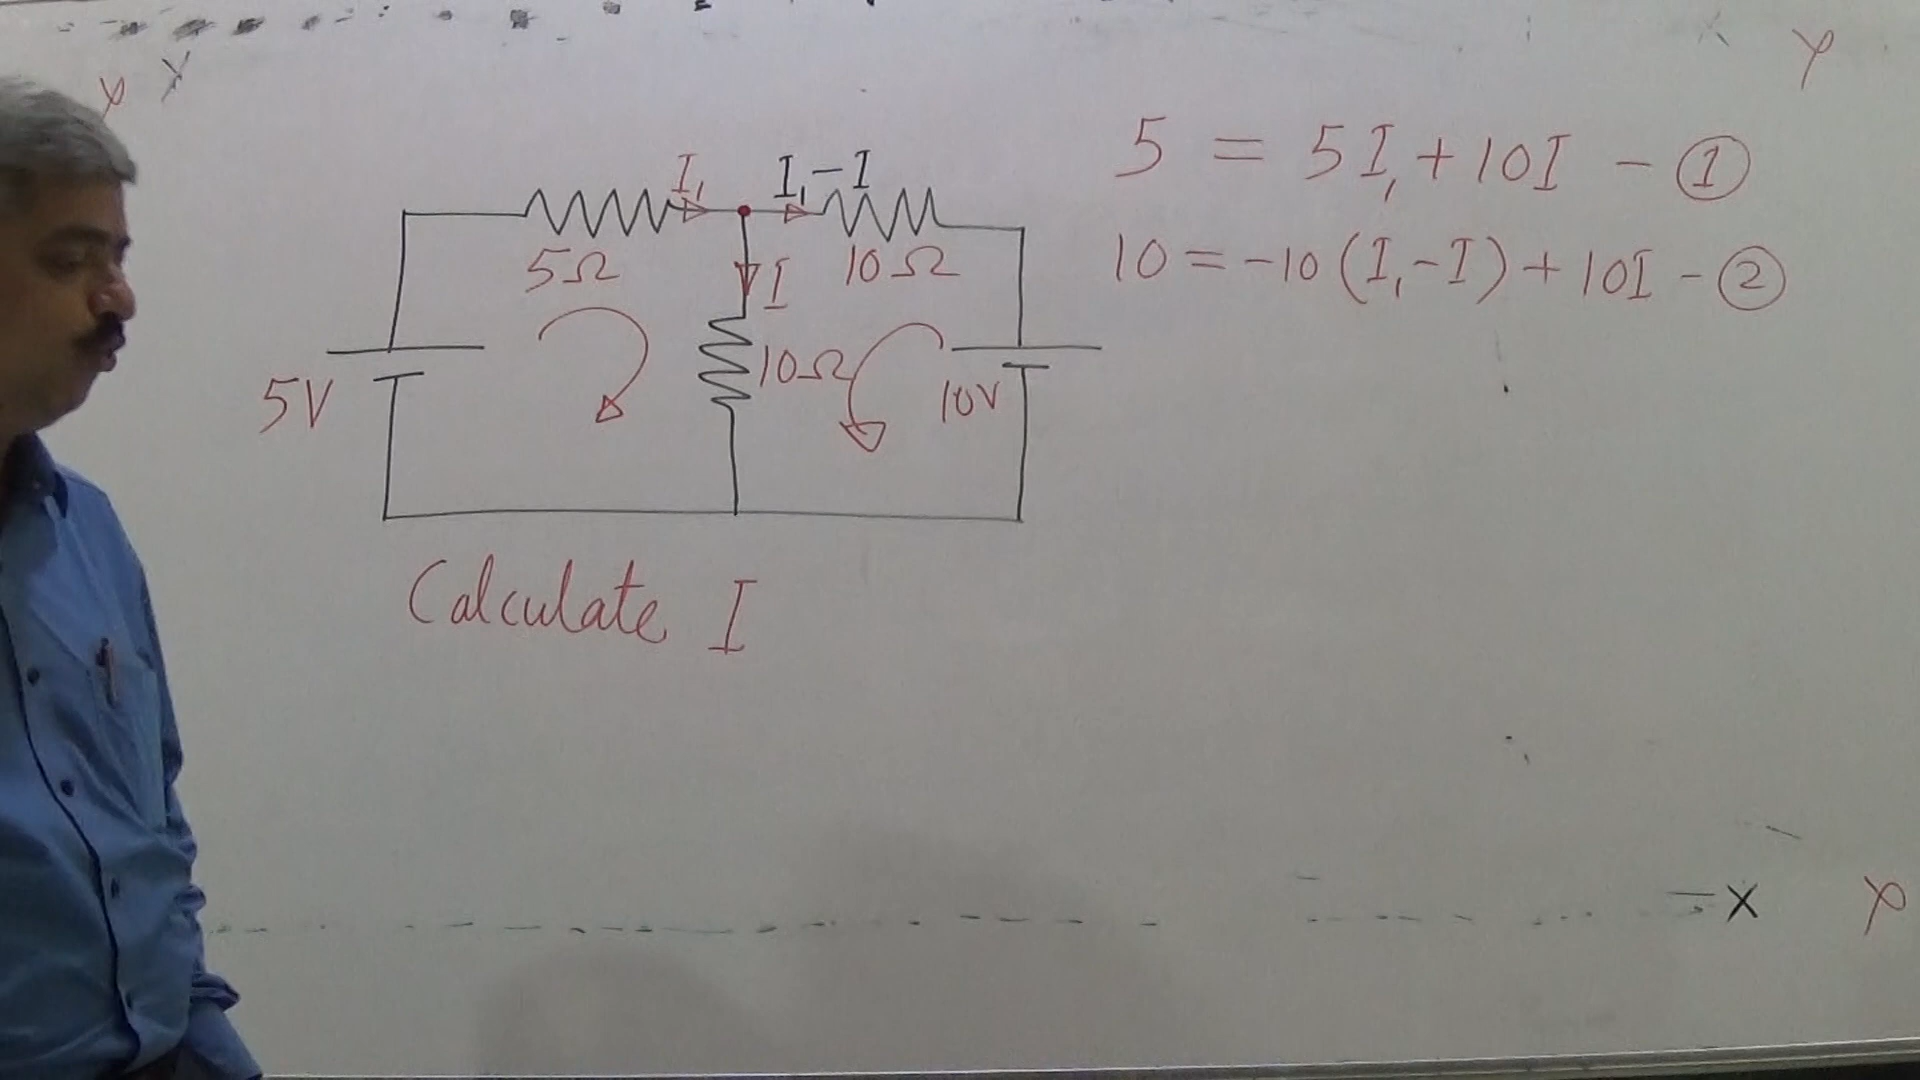 Y
Y
Y
I₁
I₁-I
5 = 5I₁ + 10I - ①
5Ω
I
10Ω
10 = -10 (I₁ - I) + 10I - ②
10Ω
5V
10V
Calculate I
= X
Y